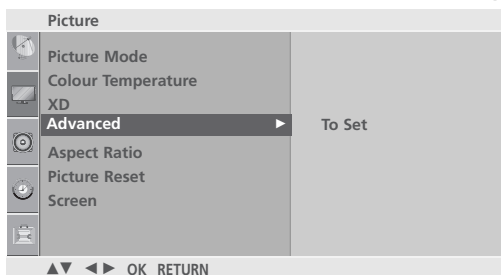 Picture
Picture Mode
Colour Temperature
XD
Advanced ► To Set
Aspect Ratio
Picture Reset
Screen
▲▼ ◄► OK RETURN